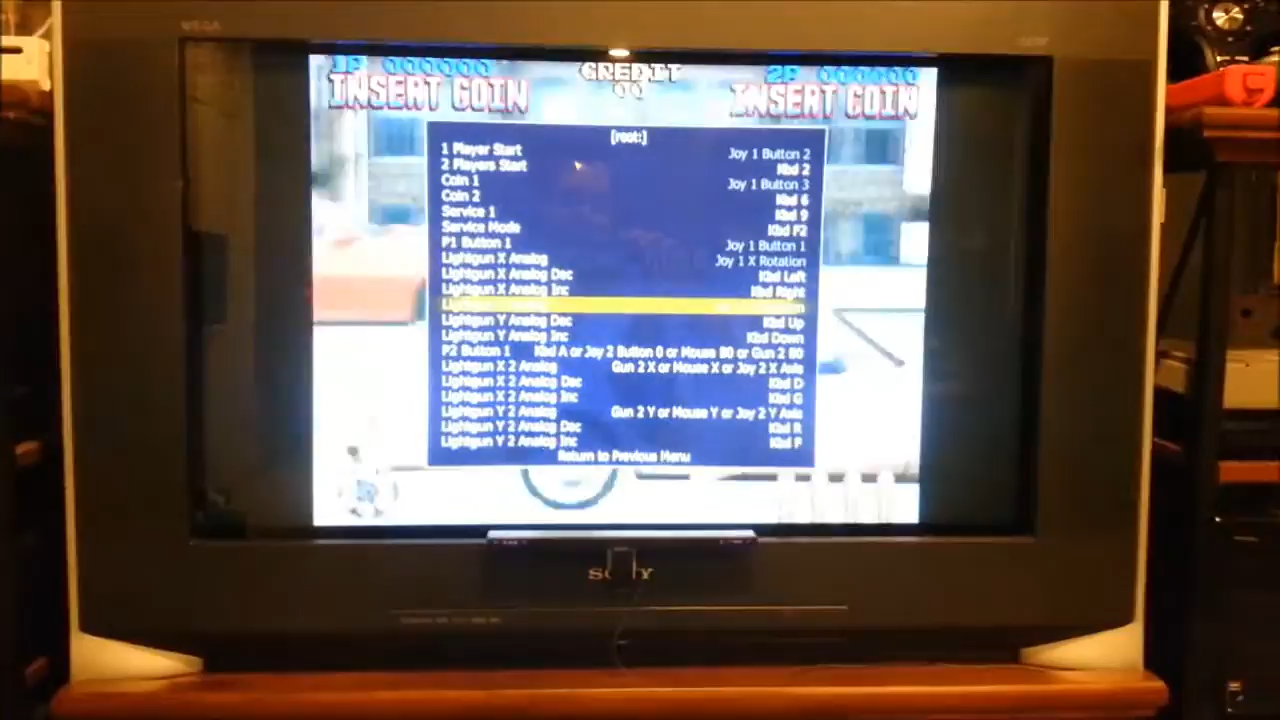 WEGA
1P 000000 CREDIT 2P 000000
INSERT COIN 00 INSERT COIN
[root:]
1 Player Start Joy 1 Button 2
2 Players Start Kbd 2
Coin 1 Joy 1 Button 3
Coin 2 Kbd 6
Service 1 Kbd 9
Service Mode Kbd F2
P1 Button 1 Joy 1 Button 1
Lightgun X Analog Joy 1 X Rotation
Lightgun X Analog Dec Kbd Left
Lightgun X Analog Inc Kbd Right
Lightgun Y Analog Dec Kbd Up
Lightgun Y Analog Inc Kbd Down
P2 Button 1 Kbd A or Joy 2 Button 0 or Mouse B0 or Gun 2 B0
Lightgun X 2 Analog Gun 2 X or Mouse X or Joy 2 X Axis
Lightgun X 2 Analog Dec Kbd D
Lightgun X 2 Analog Inc Kbd G
Lightgun Y 2 Analog Gun 2 Y or Mouse Y or Joy 2 Y Axis
Lightgun Y 2 Analog Dec Kbd R
Lightgun Y 2 Analog Inc Kbd F
Return to Previous Menu
SONY